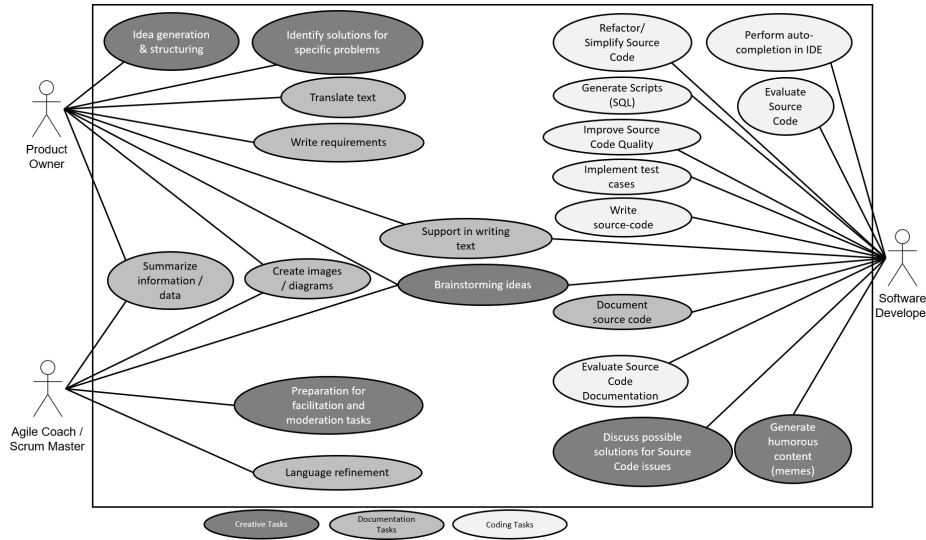 Idea generation
& structuring
Identify solutions for
specific problems
Translate text
Write requirements
Product
Owner
Refactor/
Simplify Source
Code
Perform auto-
completion in IDE
Generate Scripts
(SQL)
Evaluate
Source
Code
Improve Source
Code Quality
Implement test
cases
Write
source-code
Support in writing
text
Summarize
information /
data
Create images
/ diagrams
Brainstorming ideas
Document
source code
Software
Develope
Evaluate Source
Code
Documentation
Agile Coach /
Scrum Master
Preparation for
facilitation and
moderation tasks
Language refinement
Discuss possible
solutions for Source
Code issues
Generate
humorous
content
(memes)
Creative Tasks
Documentation
Tasks
Coding Tasks